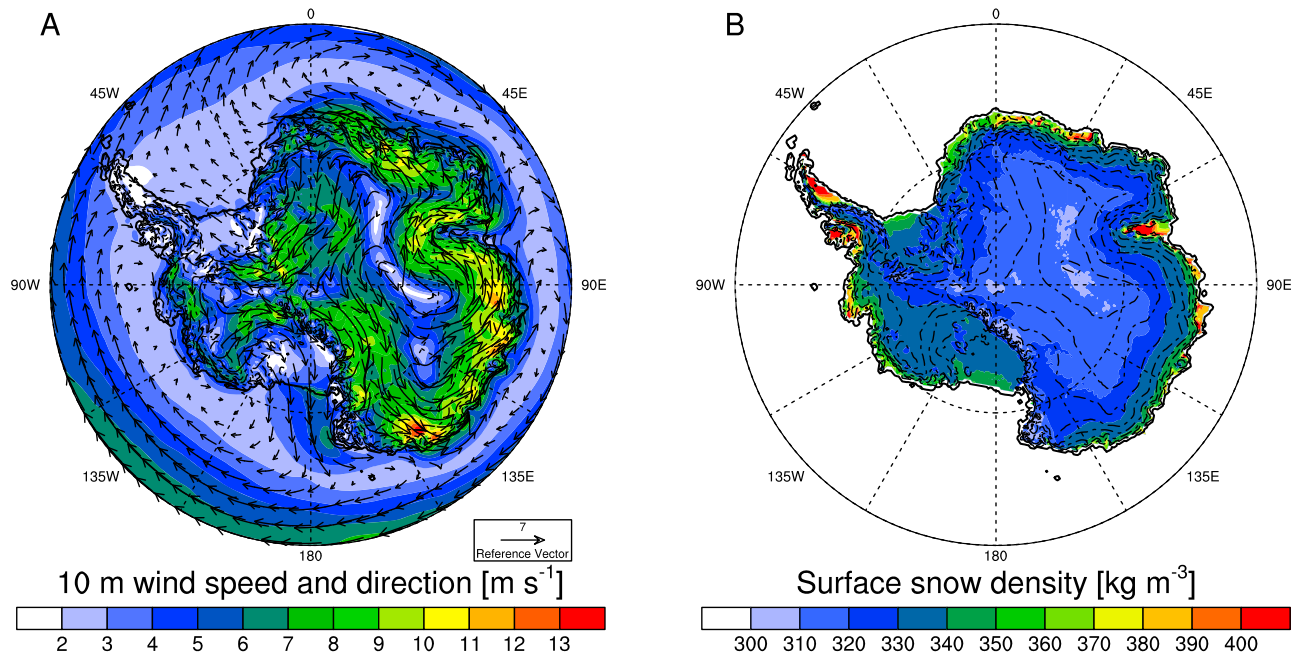 A
0
45W
45E
90W
90E
135W
135E
180
7
Reference Vector
10 m wind speed and direction [m s-1]
2 3 4 5 6 7 8 9 10 11 12 13
B
0
45W
45E
90W
90E
135W
135E
180
Surface snow density [kg m-3]
300 310 320 330 340 350 360 370 380 390 400